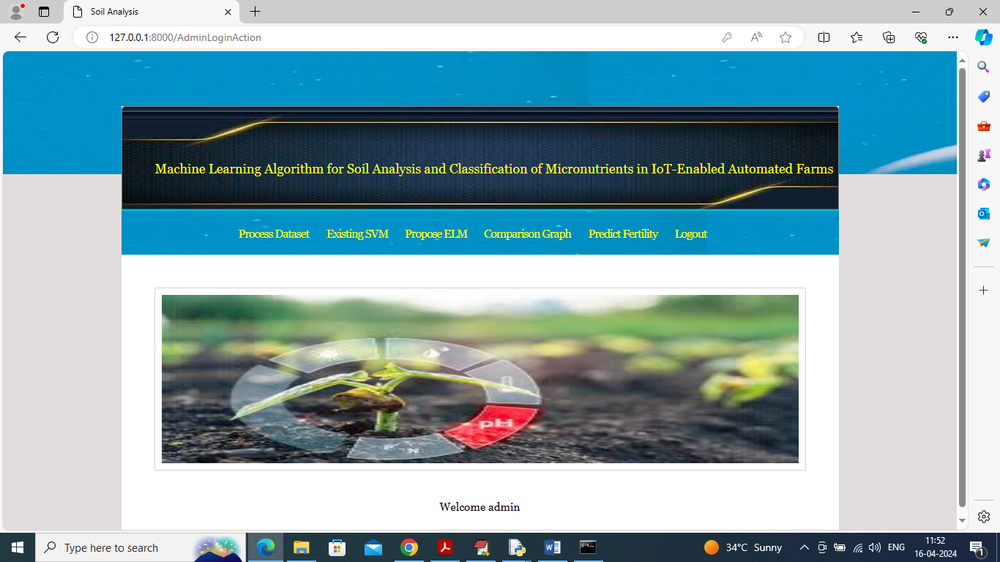 Soil Analysis
127.0.0.1:8000/AdminLoginAction
Machine Learning Algorithm for Soil Analysis and Classification of Micronutrients in IoT-Enabled Automated Farms
Process Dataset Existing SVM Propose ELM Comparison Graph Predict Fertility Logout
pH
N
Welcome admin
Type here to search
34°C Sunny
ENG
11:52
16-04-2024
1